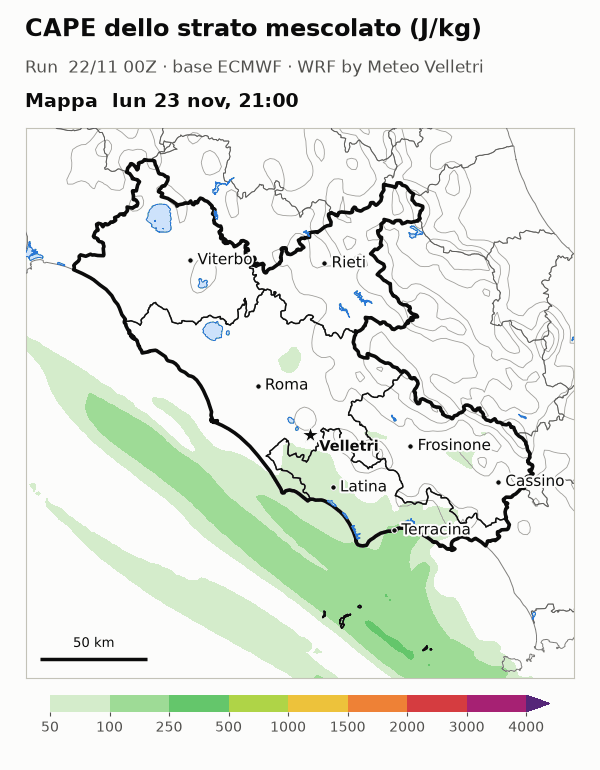 CAPE dello strato mescolato (J/kg)
Run  22/11 00Z · base ECMWF · WRF by Meteo Velletri
Mappa  lun 23 nov, 21:00
Viterbo
Rieti
Roma
Velletri
Frosinone
Cassino
Latina
Terracina
50 km
50 100 250 500 1000 1500 2000 3000 4000